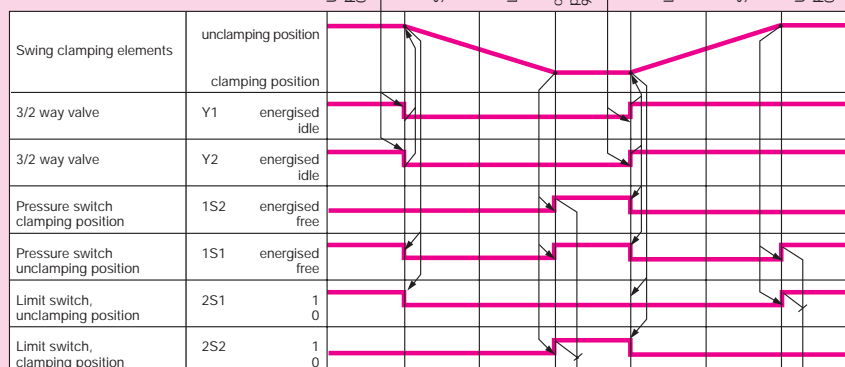 Swing clamping elements
unclamping position
clamping position
3/2 way valve Y1 energised
idle
3/2 way valve Y2 energised
idle
Pressure switch 1S2 energised
clamping position free
Pressure switch 1S1 energised
unclamping position free
Limit switch, 2S1 1
unclamping position 0
Limit switch, 2S2 1
clamping position 0